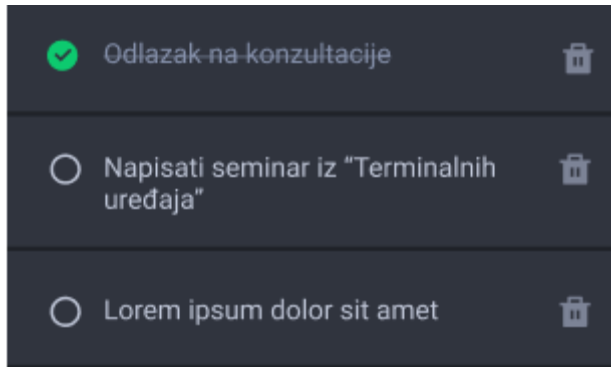 Odlazak na konzultacije
Napisati seminar iz “Terminalnih
uređaja”
Lorem ipsum dolor sit amet